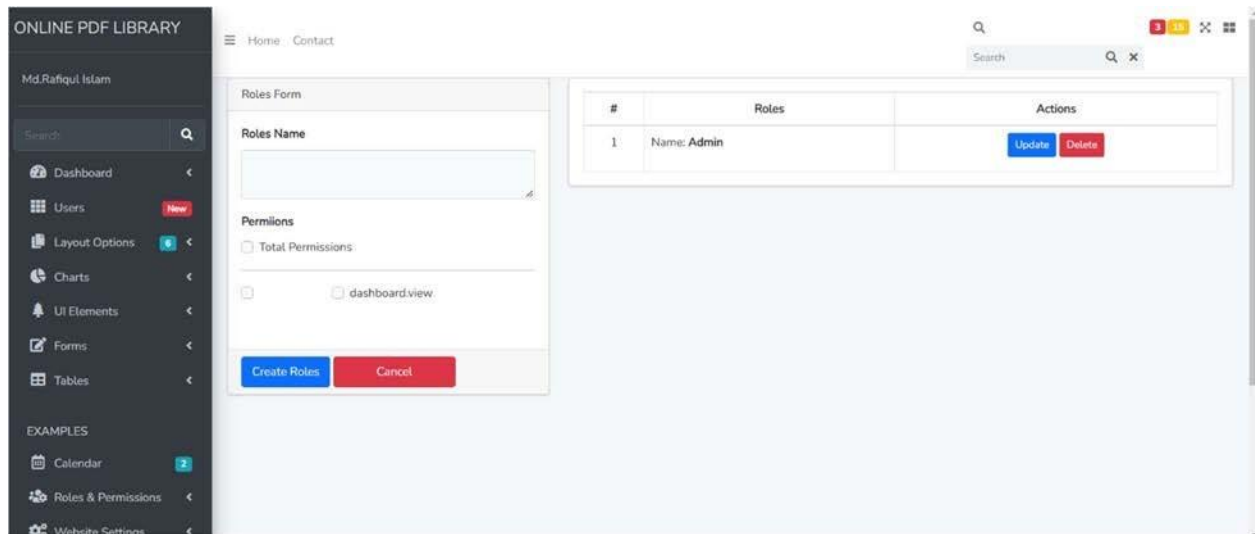 ONLINE PDF LIBRARY
Md.Rafiqul Islam
Search
Dashboard
Users New
Layout Options 6
Charts
UI Elements
Forms
Tables
EXAMPLES
Calendar 2
Roles & Permissions
Website Settings
Home Contact
3 15
Search
Roles Form
Roles Name
Permiions
Total Permissions
dashboard.view
Create Roles Cancel
# Roles Actions
1 Name: Admin Update Delete